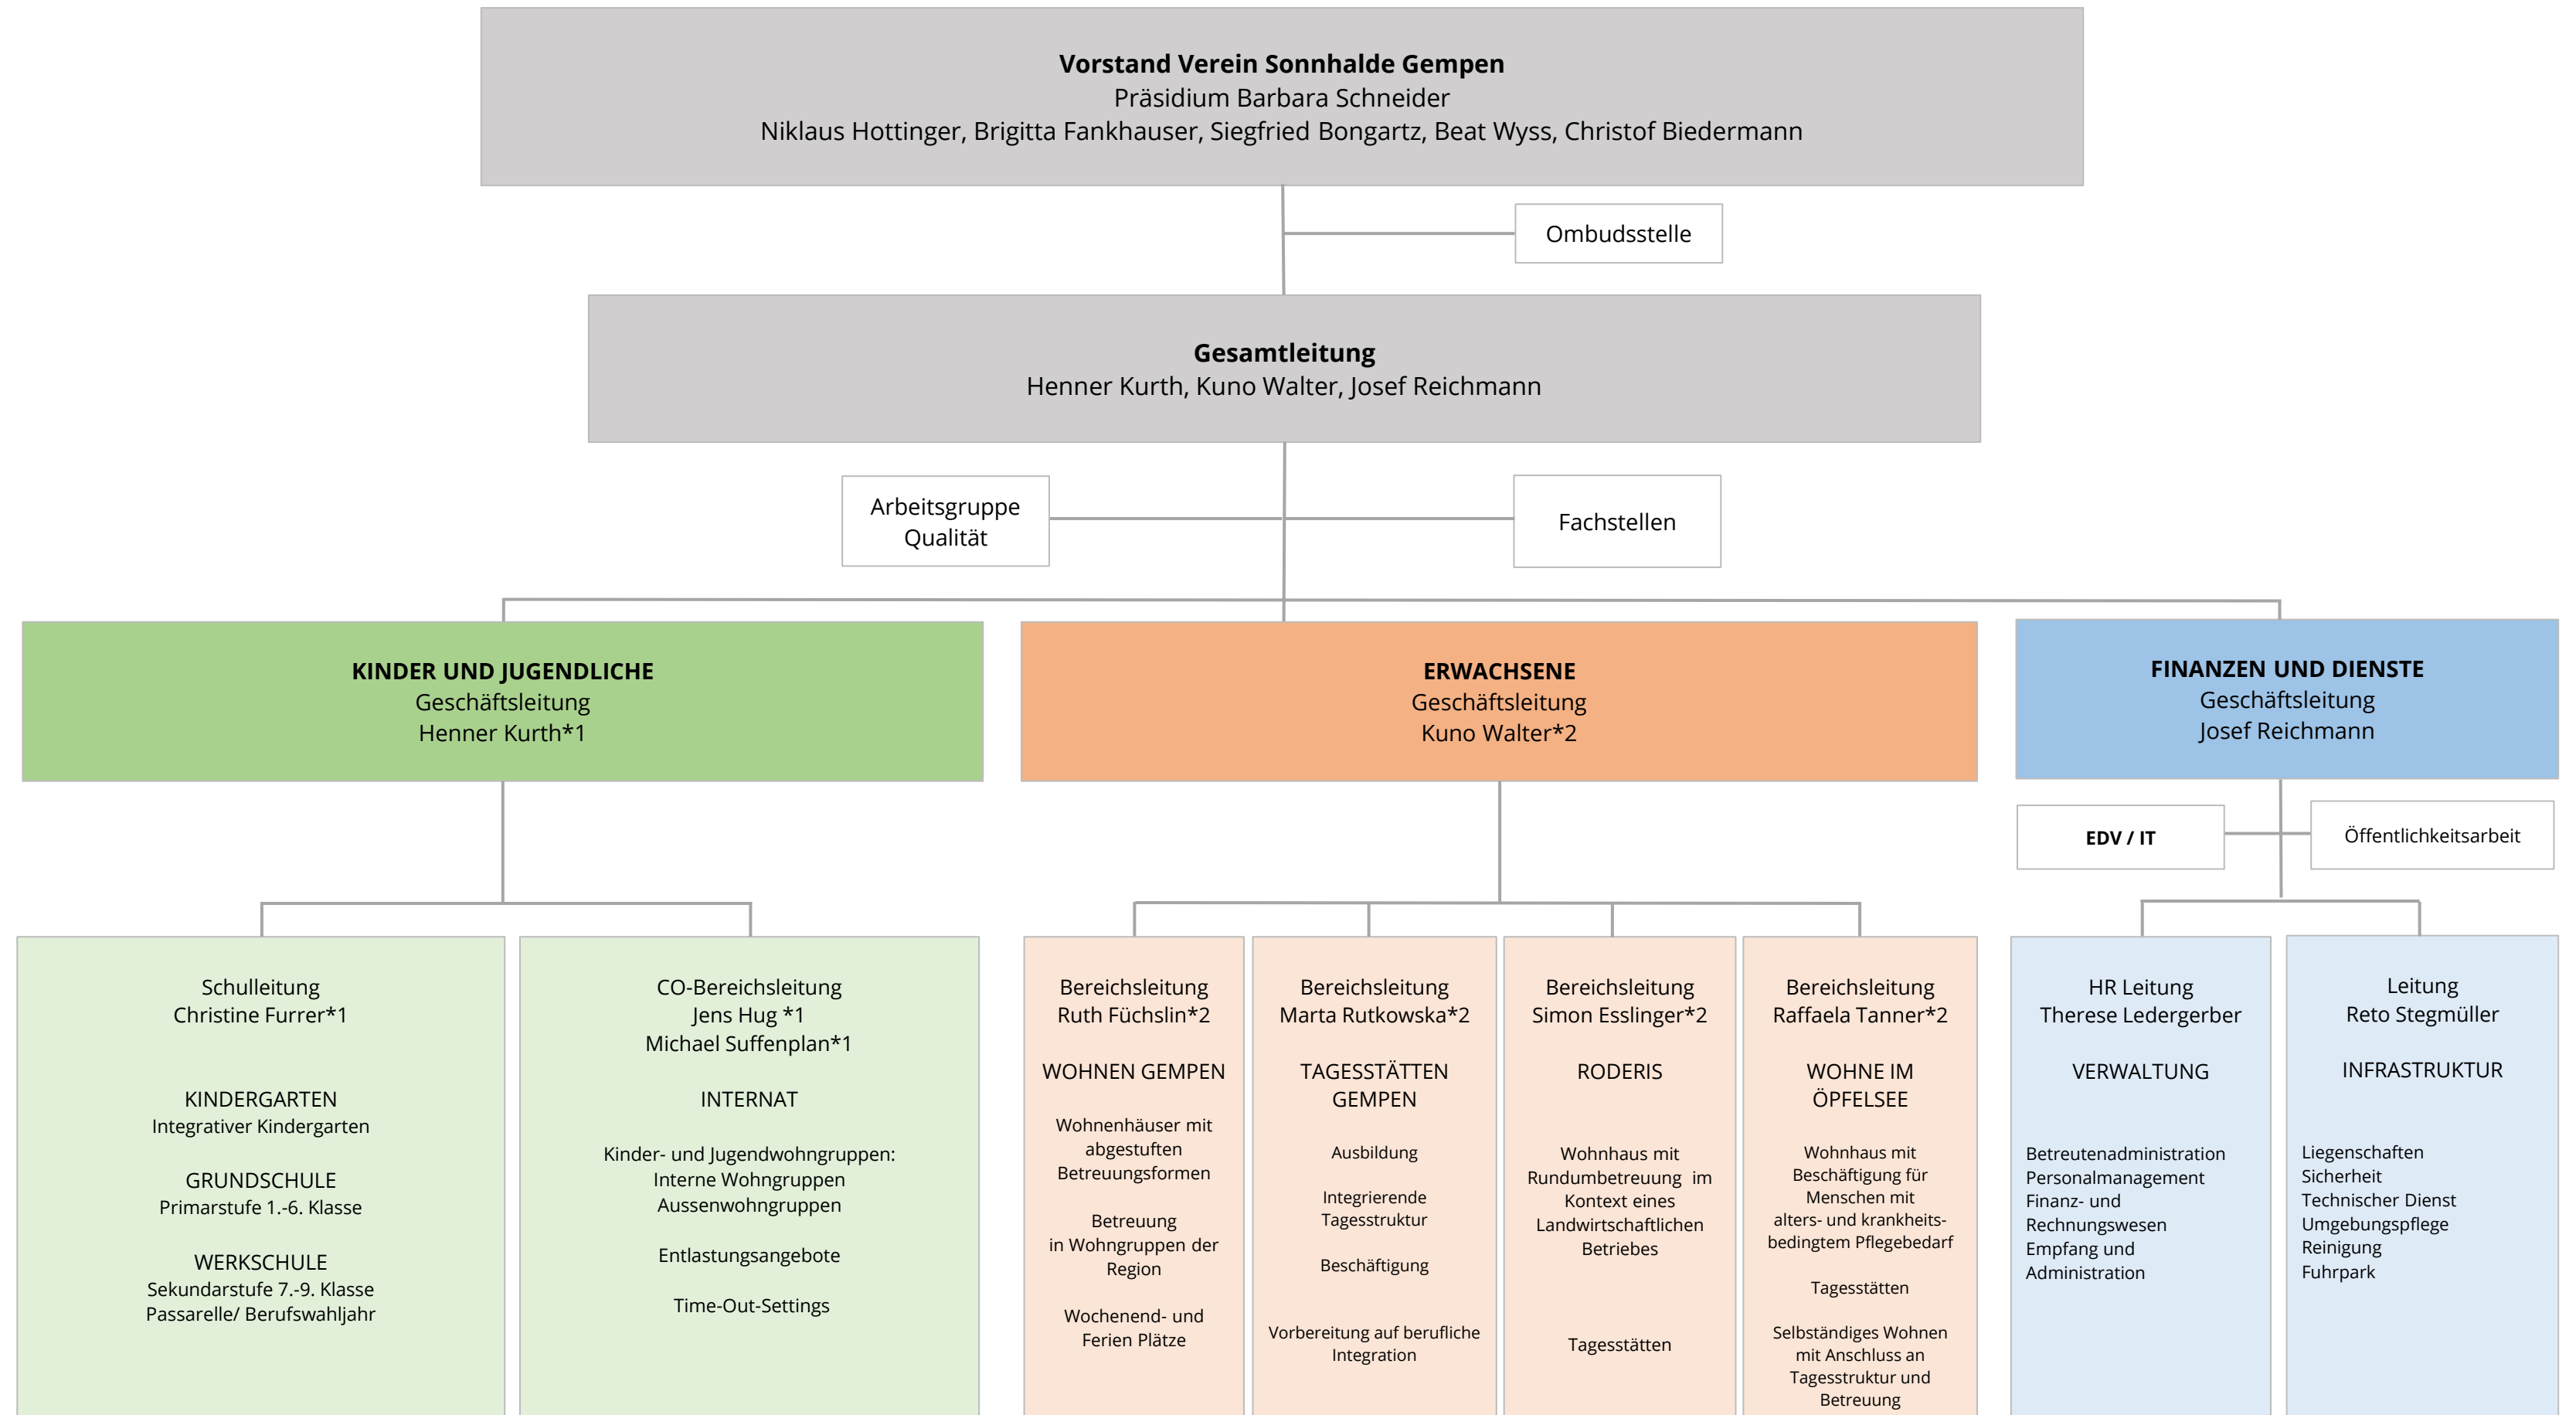 Vorstand Verein Sonnhalde Gempen
Präsidium Barbara Schneider
Niklaus Hottinger, Brigitta Fankhauser, Siegfried Bongartz, Beat Wyss, Christof Biedermann
Ombudsstelle
Gesamtleitung
Henner Kurth, Kuno Walter, Josef Reichmann
Arbeitsgruppe
Qualität
Fachstellen
KINDER UND JUGENDLICHE
Geschäftsleitung
Henner Kurth*1
ERWACHSENE
Geschäftsleitung
Kuno Walter*2
FINANZEN UND DIENSTE
Geschäftsleitung
Josef Reichmann
EDV / IT
Öffentlichkeitsarbeit
Schulleitung
Christine Furrer*1
KINDERGARTEN
Integrativer Kindergarten
GRUNDSCHULE
Primarstufe 1.-6. Klasse
WERKSCHULE
Sekundarstufe 7.-9. Klasse
Passarelle/ Berufswahljahr
CO-Bereichsleitung
Jens Hug *1
Michael Suffenplan*1
INTERNAT
Kinder- und Jugendwohngruppen:
Interne Wohngruppen
Aussenwohngruppen
Entlastungsangebote
Time-Out-Settings
Bereichsleitung
Ruth Füchslin*2
WOHNEN GEMPEN
Wohnenhäuser mit
abgestuften
Betreuungsformen
Betreuung
in Wohngruppen der
Region
Wochenend- und
Ferien Plätze
Bereichsleitung
Marta Rutkowska*2
TAGESSTÄTTEN
GEMPEN
Ausbildung
Integrierende
Tagesstruktur
Beschäftigung
Vorbereitung auf berufliche
Integration
Bereichsleitung
Simon Esslinger*2
RODERIS
Wohnhaus mit
Rundumbetreuung im
Kontext eines
Landwirtschaftlichen
Betriebes
Tagesstätten
Bereichsleitung
Raffaela Tanner*2
WOHNE IM
ÖPFELSEE
Wohnhaus mit
Beschäftigung für
Menschen mit
alters- und krankheits-
bedingtem Pflegebedarf
Tagesstätten
Selbständiges Wohnen
mit Anschluss an
Tagesstruktur und
Betreuung
HR Leitung
Therese Ledergerber
VERWALTUNG
Betreutenadministration
Personalmanagement
Finanz- und
Rechnungswesen
Empfang und
Administration
Leitung
Reto Stegmüller
INFRASTRUKTUR
Liegenschaften
Sicherheit
Technischer Dienst
Umgebungspflege
Reinigung
Fuhrpark